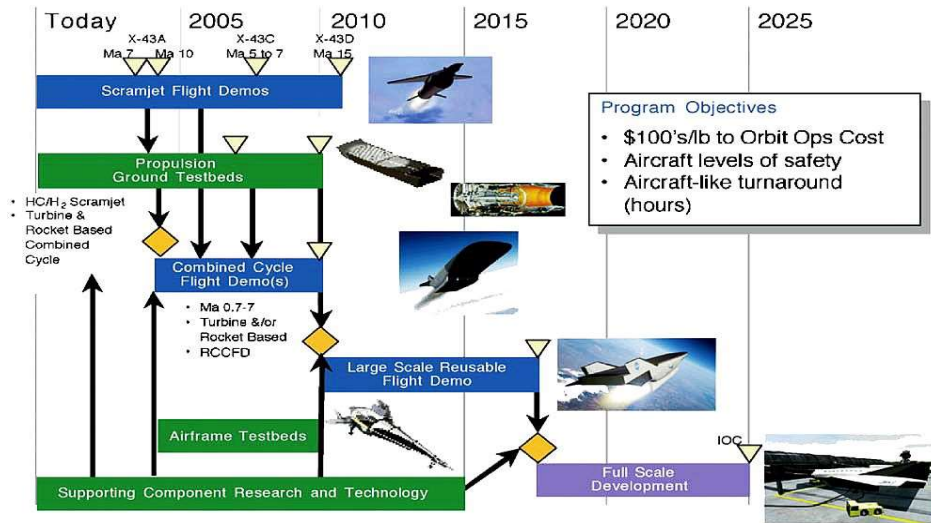 Today
2005
2010
2015
2020
2025
X-43A
X-43C
X-43D
Ma 7
Ma 10
Ma 5 to 7
Ma 15
Scramjet Flight Demos
Program Objectives
• $100's/lb to Orbit Ops Cost
• Aircraft levels of safety
• Aircraft-like turnaround
(hours)
Propulsion
Ground Testbeds
• HC/H₂ Scramjet
• Turbine &
Rocket Based
Combined
Cycle
Combined Cycle
Flight Demo(s)
• Ma 0.7-7
• Turbine &/or
Rocket Based
• RCCFD
Large Scale Reusable
Flight Demo
Airframe Testbeds
IOC
Full Scale
Development
Supporting Component Research and Technology